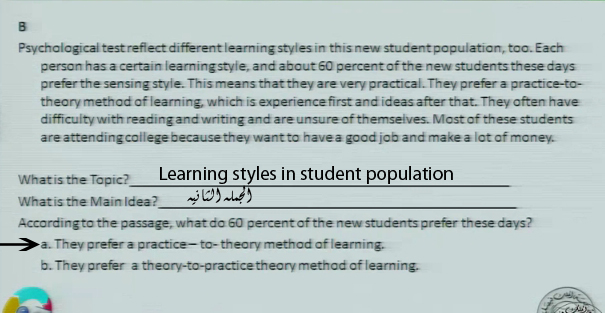 B
Psychological test reflect different learning styles in this new student population, too. Each
person has a certain learning style, and about 60 percent of the new students these days
prefer the sensing style. This means that they are very practical. They prefer a practice-to-
theory method of learning, which is experience first and ideas after that. They often have
difficulty with reading and writing and are unsure of themselves. Most of these students
are attending college because they want to have a good job and make a lot of money.
What is the Topic? Learning styles in student population
What is the Main Idea? الجملة الثانية
According to the passage, what do 60 percent of the new students prefer these days?
a. They prefer a practice– to- theory method of learning.
b. They prefer a theory-to-practice theory method of learning.